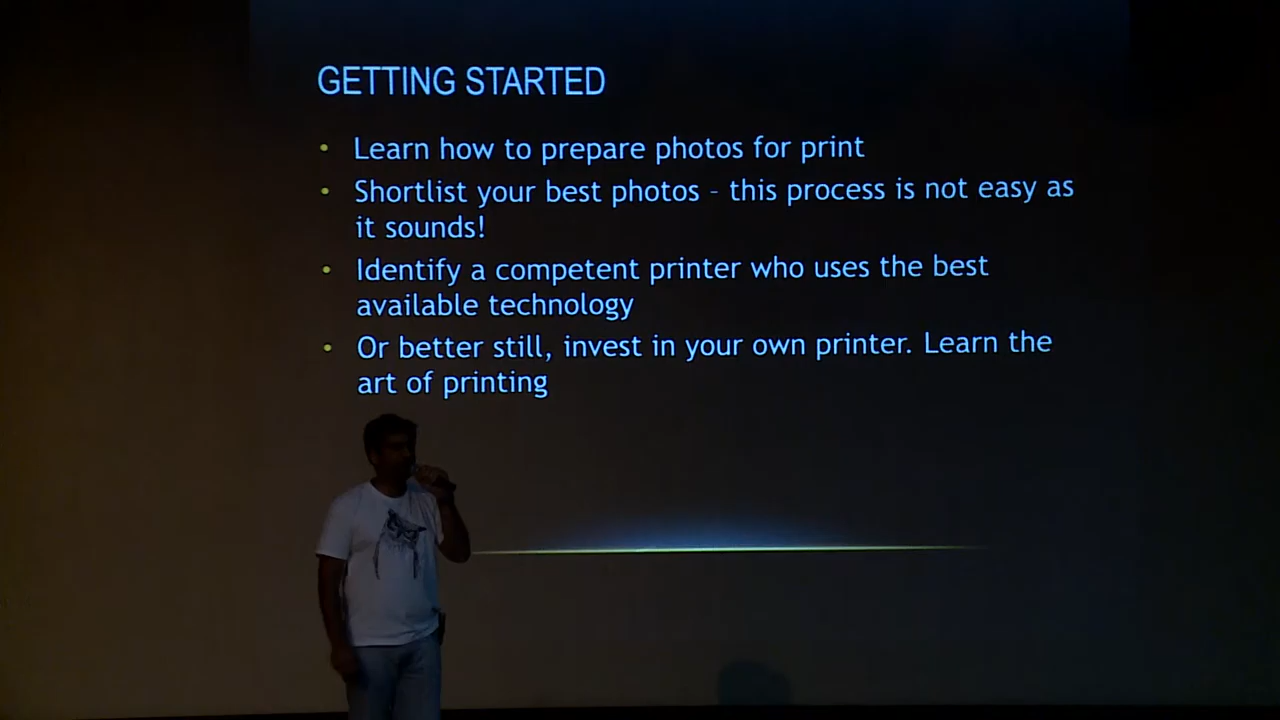 GETTING STARTED
• Learn how to prepare photos for print
• Shortlist your best photos – this process is not easy as
it sounds!
• Identify a competent printer who uses the best
available technology
• Or better still, invest in your own printer. Learn the
art of printing